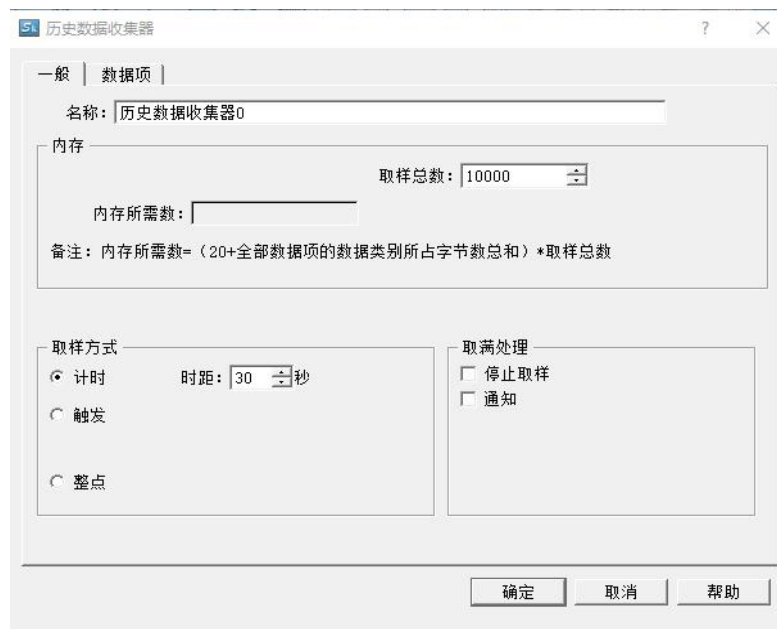 SK 历史数据收集器 ?
一般 数据项
名称: 历史数据收集器0
内存
取样总数: 10000
内存所需数:
备注: 内存所需数=(20+全部数据项的数据类别所占字节数总和)*取样总数
取样方式 取满处理
计时 时距: 30 秒 停止取样
触发 通知
整点
确定 取消 帮助